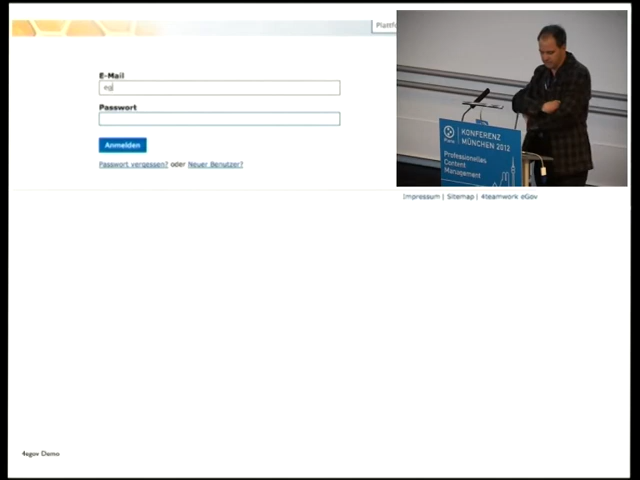 Plattf
E-Mail
eg
Passwort
Anmelden
Passwort vergessen? oder Neuer Benutzer?
KONFERENZ
MÜNCHEN 2012
Professionelles
Content
Management
Impressum | Sitemap | 4teamwork eGov
4egov Demo